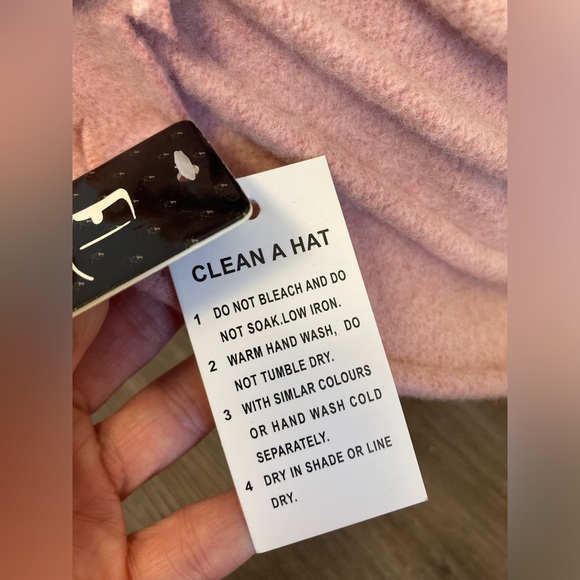 CLEAN A HAT
1 DO NOT BLEACH AND DO
NOT SOAK.LOW IRON.
2 WARM HAND WASH, DO
NOT TUMBLE DRY.
3 WITH SIMLAR COLOURS
OR HAND WASH COLD
SEPARATELY.
4 DRY IN SHADE OR LINE
DRY.